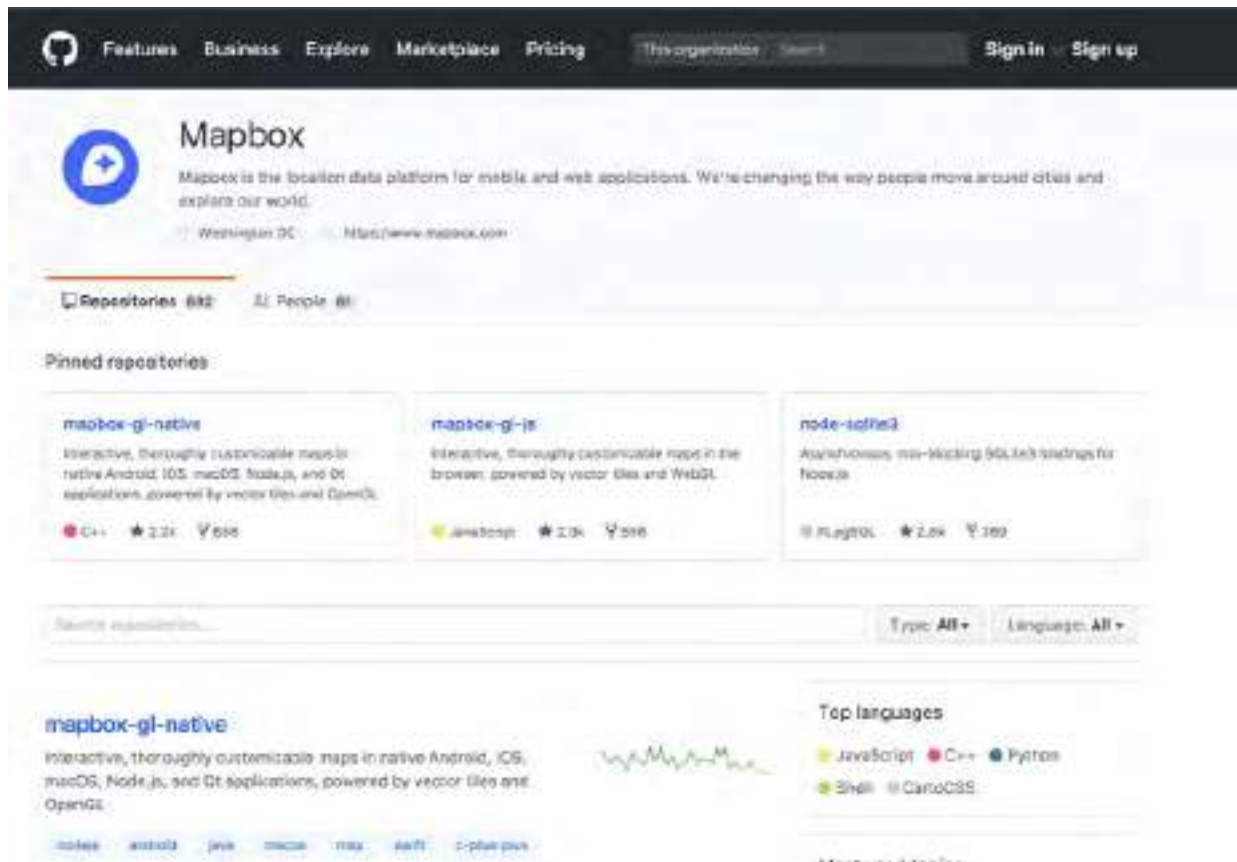 Features Business Explore Marketplace Pricing This organization Search Sign in Sign up
Mapbox
Mapbox is the location data platform for mobile and web applications. We're changing the way people move around cities and
explore our world.
Washington DC https://www.mapbox.com
Repositories People
Pinned repositories
mapbox-gl-native
Interactive, thoroughly customizable maps in
native Android, iOS, macOS, Node.js, and Qt
applications, powered by vector tiles and OpenGL
C++
mapbox-gl-js
Interactive, thoroughly customizable maps in the
browser, powered by vector tiles and WebGL
JavaScript
node-sqlite3
Asynchronous, non-blocking SQLite3 bindings for
Node.js
Search repositories...
Type: All Language: All
mapbox-gl-native
Interactive, thoroughly customizable maps in native Android, iOS,
macOS, Node.js, and Qt applications, powered by vector tiles and
OpenGL
android java macos map swift c-plus-plus
Top languages
JavaScript C++ Python
Shell CartoCSS